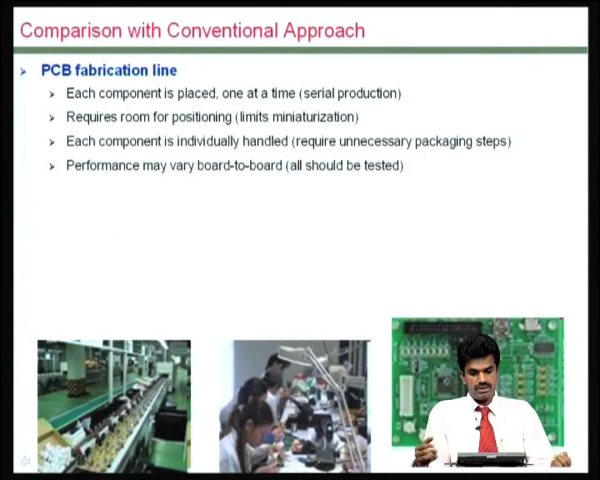 Comparison with Conventional Approach
PCB fabrication line
Each component is placed, one at a time (serial production)
Requires room for positioning (limits miniaturization)
Each component is individually handled (require unnecessary packaging steps)
Performance may vary board-to-board (all should be tested)